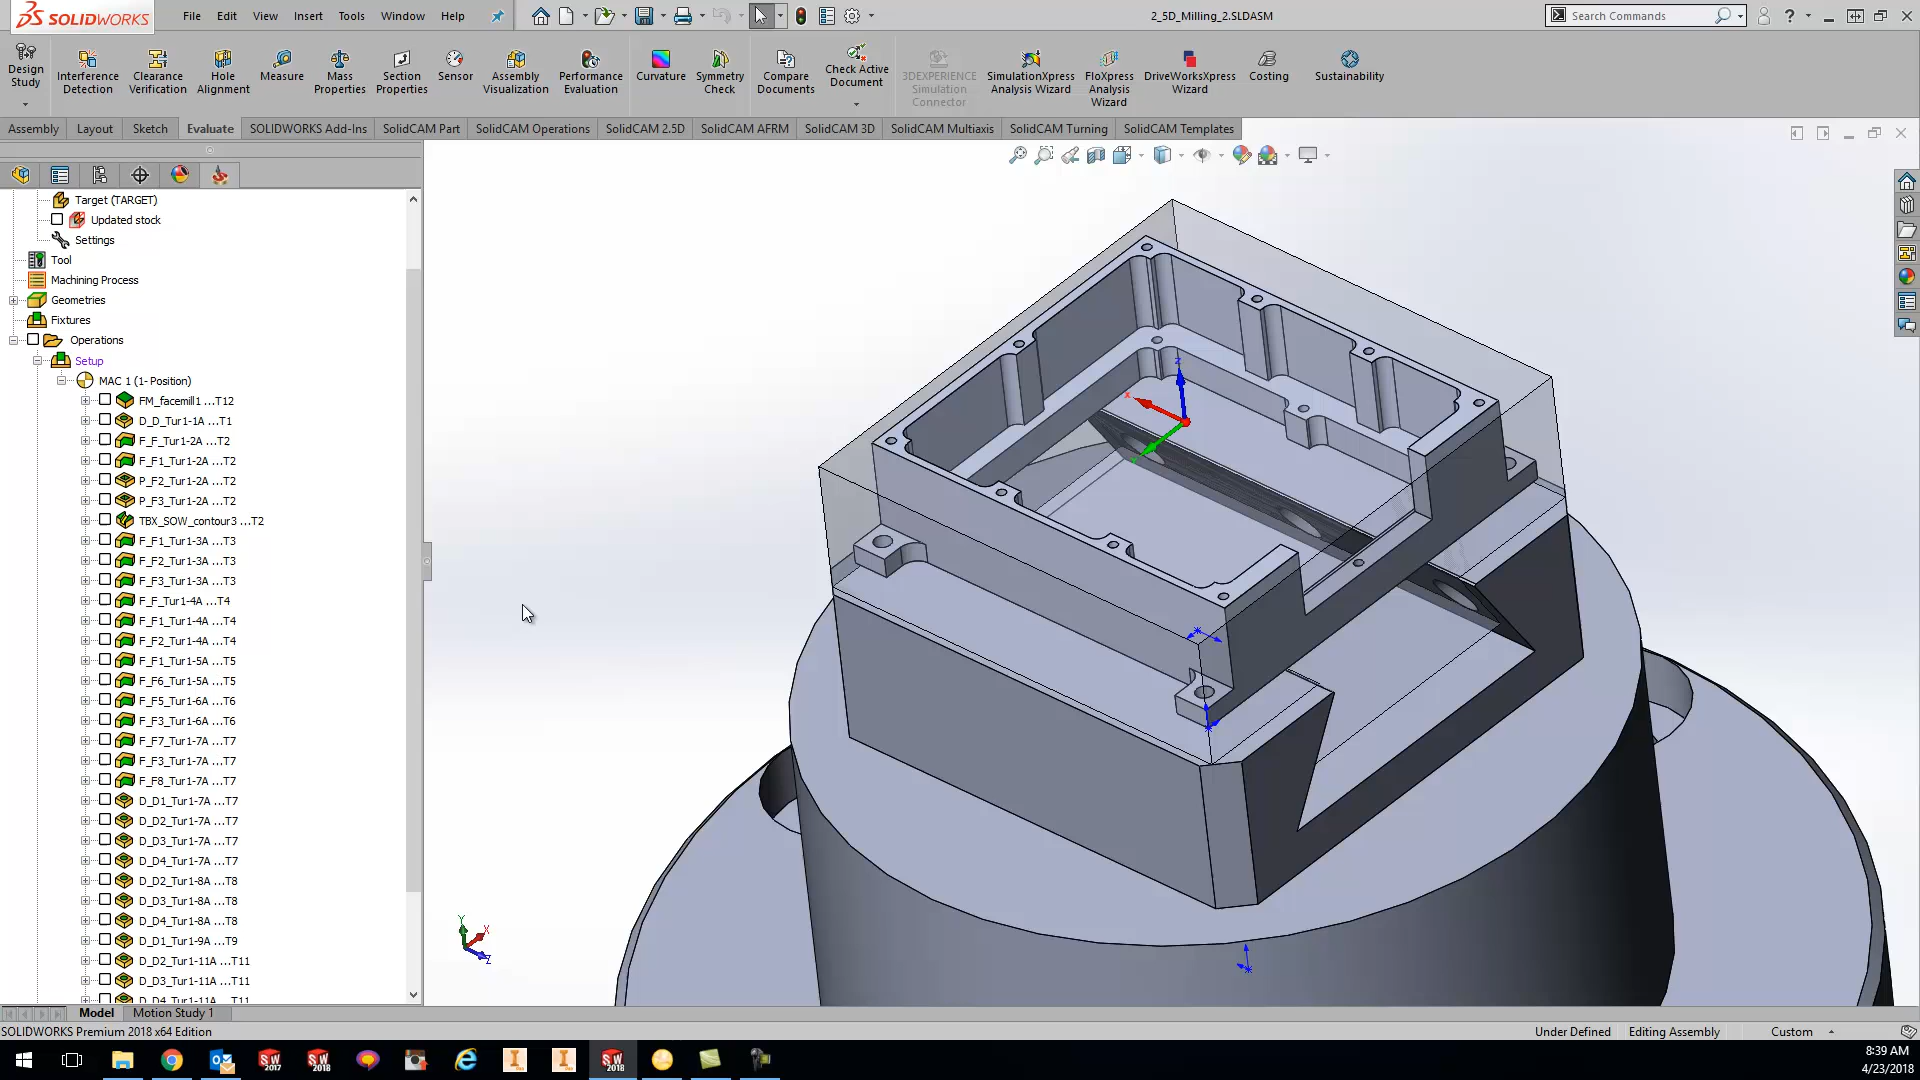 SOLIDWORKS
File Edit View Insert Tools Window Help
2_5D_Milling_2.SLDASM
Search Commands
Design Study
Interference Detection
Clearance Verification
Hole Alignment
Measure
Mass Properties
Section Properties
Sensor
Assembly Visualization
Performance Evaluation
Curvature
Symmetry Check
Compare Documents
Check Active Document
3DEXPERIENCE Simulation Connector
SimulationXpress Analysis Wizard
FloXpress Analysis Wizard
DriveWorksXpress Wizard
Costing
Sustainability
Assembly Layout Sketch Evaluate SOLIDWORKS Add-Ins SolidCAM Part SolidCAM Operations SolidCAM 2.5D SolidCAM AFRM SolidCAM 3D SolidCAM Multiaxis SolidCAM Turning SolidCAM Templates
Target (TARGET)
Updated stock
Settings
Tool
Machining Process
Geometries
Fixtures
Operations
Setup
MAC 1 (1- Position)
FM_facemill1 ...T12
D_D_Tur1-1A ...T1
F_F_Tur1-2A ...T2
F_F1_Tur1-2A ...T2
P_F2_Tur1-2A ...T2
P_F3_Tur1-2A ...T2
TBX_SOW_contour3 ...T2
F_F1_Tur1-3A ...T3
F_F2_Tur1-3A ...T3
F_F3_Tur1-3A ...T3
F_F_Tur1-4A ...T4
F_F1_Tur1-4A ...T4
F_F2_Tur1-4A ...T4
F_F1_Tur1-5A ...T5
F_F6_Tur1-5A ...T5
F_F5_Tur1-6A ...T6
F_F3_Tur1-6A ...T6
F_F7_Tur1-7A ...T7
F_F3_Tur1-7A ...T7
F_F8_Tur1-7A ...T7
D_D1_Tur1-7A ...T7
D_D2_Tur1-7A ...T7
D_D3_Tur1-7A ...T7
D_D4_Tur1-7A ...T7
D_D2_Tur1-8A ...T8
D_D3_Tur1-8A ...T8
D_D4_Tur1-8A ...T8
D_D1_Tur1-9A ...T9
D_D2_Tur1-11A ...T11
D_D3_Tur1-11A ...T11
D_D4_Tur1-11A ...T11
Z
X
Y
X
Z
Model Motion Study 1
SOLIDWORKS Premium 2018 x64 Edition
Under Defined Editing Assembly Custom
SW 2017
SW 2018
SW 2018
8:39 AM
4/23/2018